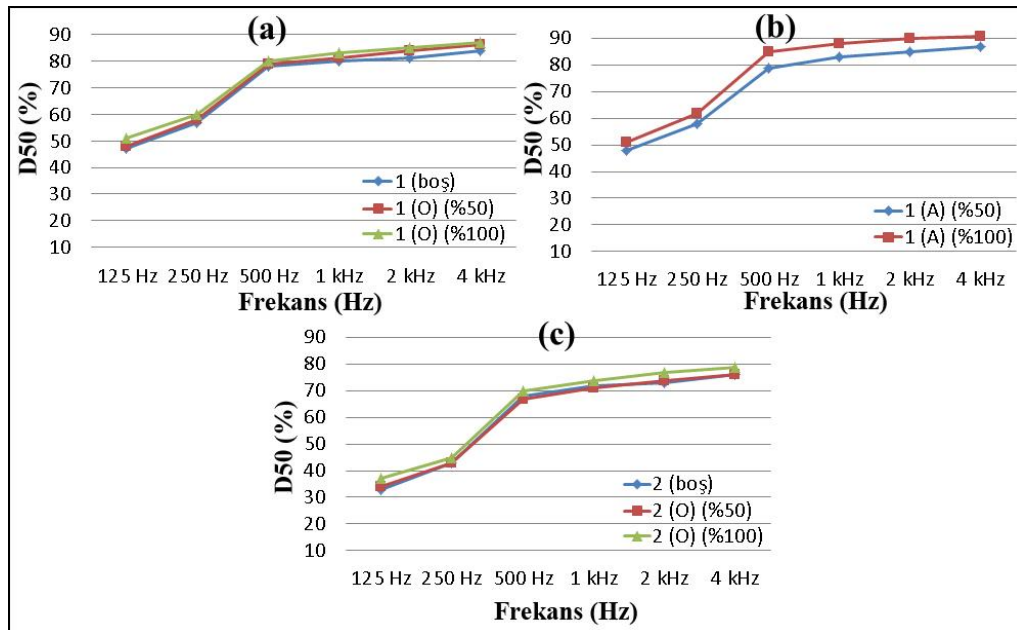 (a)
D50 (%)
90
80
70
60
50
40
30
20
10
1 (boş)
1 (O) (%50)
1 (O) (%100)
125 Hz 250 Hz 500 Hz 1 kHz 2 kHz 4 kHz
Frekans (Hz)
(b)
D50 (%)
90
80
70
60
50
40
30
20
10
1 (A) (%50)
1 (A) (%100)
125 Hz 250 Hz 500 Hz 1 kHz 2 kHz 4 kHz
Frekans (Hz)
(c)
D50 (%)
90
80
70
60
50
40
30
20
10
2 (boş)
2 (O) (%50)
2 (O) (%100)
125 Hz 250 Hz 500 Hz 1 kHz 2 kHz 4 kHz
Frekans (Hz)